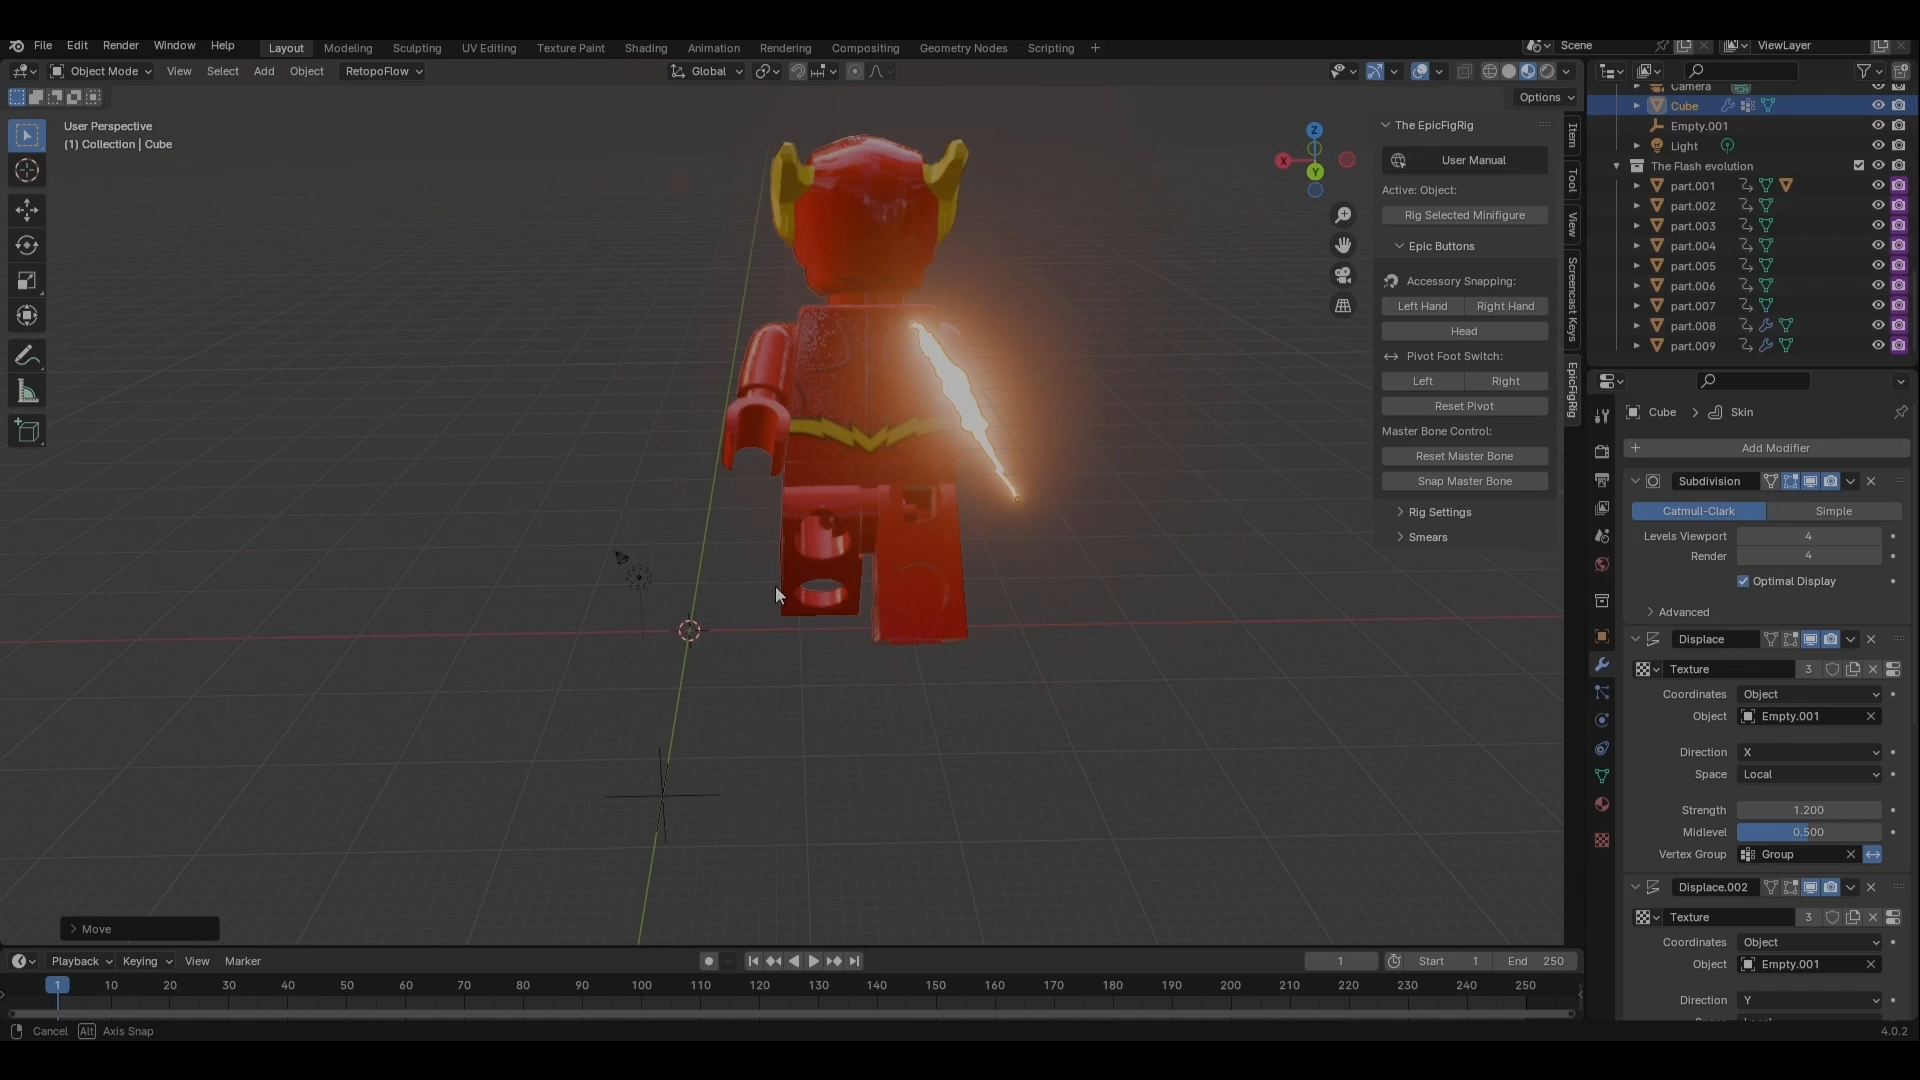 File Edit Render Window Help Layout Modeling Sculpting UV Editing Texture Paint Shading Animation Rendering Compositing Geometry Nodes Scripting + Scene ViewLayer
Object Mode View Select Add Object RetopoFlow Global
Options
User Perspective
(1) Collection | Cube
Z
X
Y
The EpicFigRig
User Manual
Active: Object:
Rig Selected Minifigure
Epic Buttons
Accessory Snapping:
Left Hand Right Hand
Head
Pivot Foot Switch:
Left Right
Reset Pivot
Master Bone Control:
Reset Master Bone
Snap Master Bone
Rig Settings
Smears
Item
Tool
View
Screencast Keys
EpicFigRig
Camera
Cube
Empty.001
Light
The Flash evolution
part.001
part.002
part.003
part.004
part.005
part.006
part.007
part.008
part.009
Cube > Skin
Add Modifier
Subdivision
Catmull-Clark Simple
Levels Viewport 4
Render 4
Optimal Display
Advanced
Displace
Texture 3
Coordinates Object
Object Empty.001
Direction X
Space Local
Strength 1.200
Midlevel 0.500
Vertex Group Group
Displace.002
Texture 3
Coordinates Object
Object Empty.001
Direction Y
Move
Playback Keying View Marker 1 Start 1 End 250
1 10 20 30 40 50 60 70 80 90 100 110 120 130 140 150 160 170 180 190 200 210 220 230 240 250
Cancel Alt Axis Snap 4.0.2